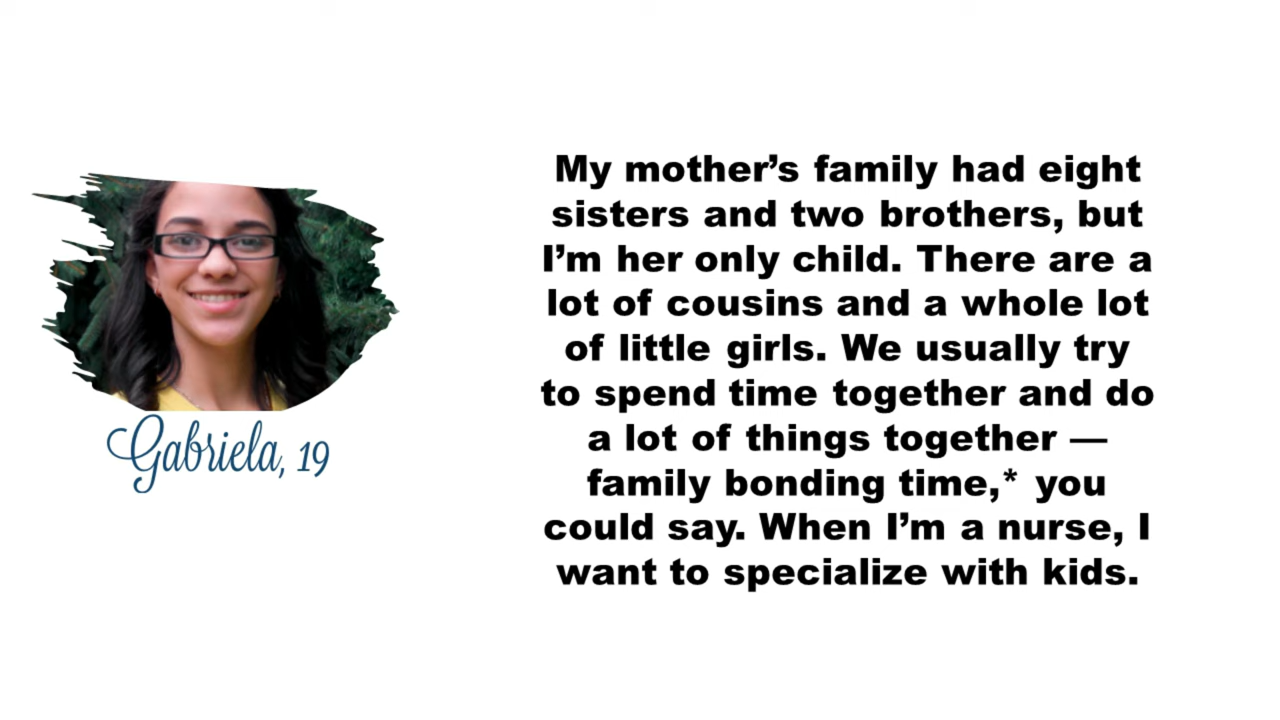 Gabriela, 19
My mother’s family had eight
sisters and two brothers, but
I’m her only child. There are a
lot of cousins and a whole lot
of little girls. We usually try
to spend time together and do
a lot of things together —
family bonding time,* you
could say. When I’m a nurse, I
want to specialize with kids.